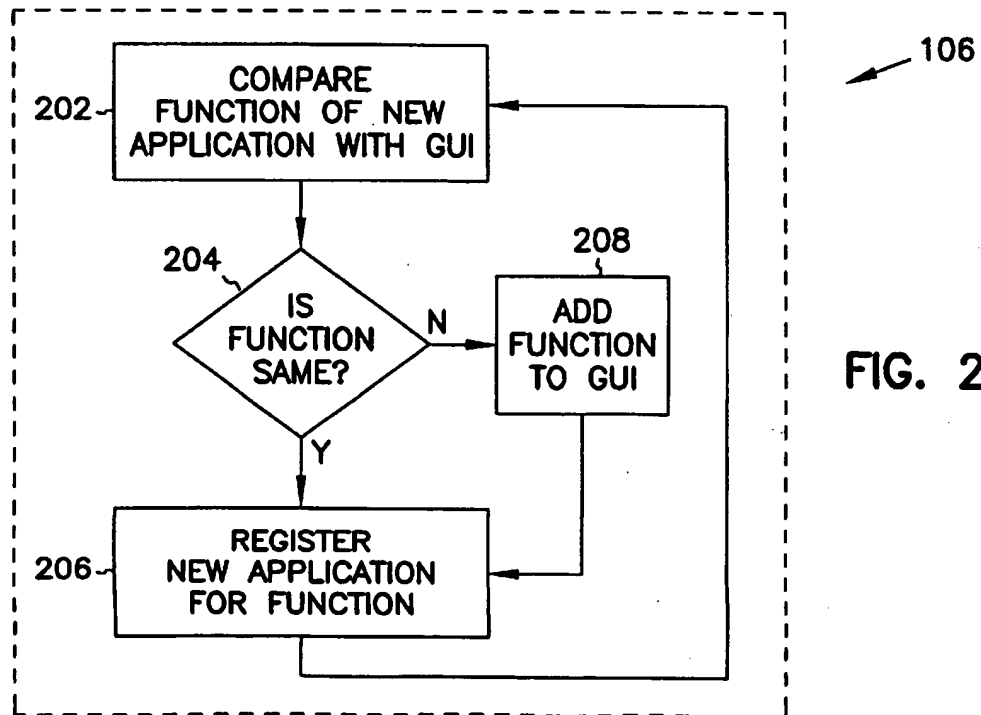 106
202
COMPARE
FUNCTION OF NEW
APPLICATION WITH GUI
204
IS
FUNCTION
SAME?
N
208
ADD
FUNCTION
TO GUI
FIG. 2
Y
206
REGISTER
NEW APPLICATION
FOR FUNCTION